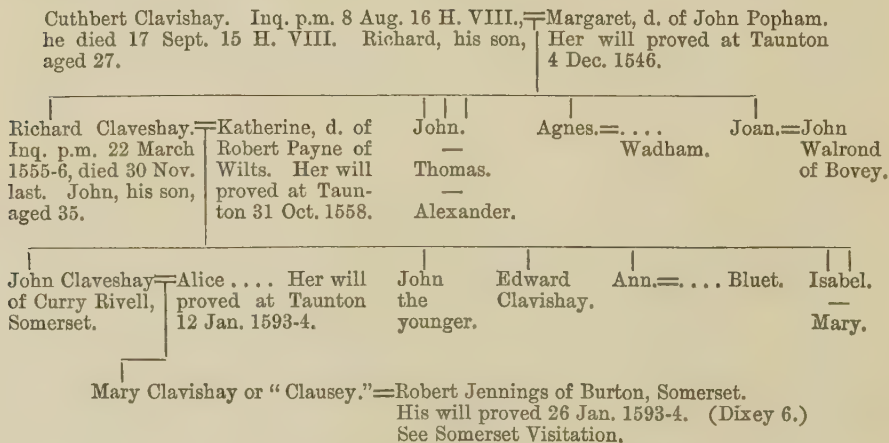 Cuthbert Clavishay. Inq. p.m. 8 Aug. 16 H. VIII.,=Margaret, d. of John Popham.
he died 17 Sept. 15 H. VIII. Richard, his son, Her will proved at Taunton
aged 27. 4 Dec. 1546.
Richard Claveshay.=Katherine, d. of John. Agnes.=.... Joan.=John
Inq. p.m. 22 March Robert Payne of — Wadham. Walrond
1555-6, died 30 Nov. Wilts. Her will Thomas. of Bovey.
last. John, his son, proved at Taun- —
aged 35. ton 31 Oct. 1558. Alexander.
John Claveshay=Alice .... Her will John Edward Ann.=.... Bluet. Isabel.
of Curry Rivell, proved at Taunton the Clavishay. —
Somerset. 12 Jan. 1593-4. younger. Mary.
Mary Clavishay or "Clausey."=Robert Jennings of Burton, Somerset.
His will proved 26 Jan. 1593-4. (Dixey 6.)
See Somerset Visitation.